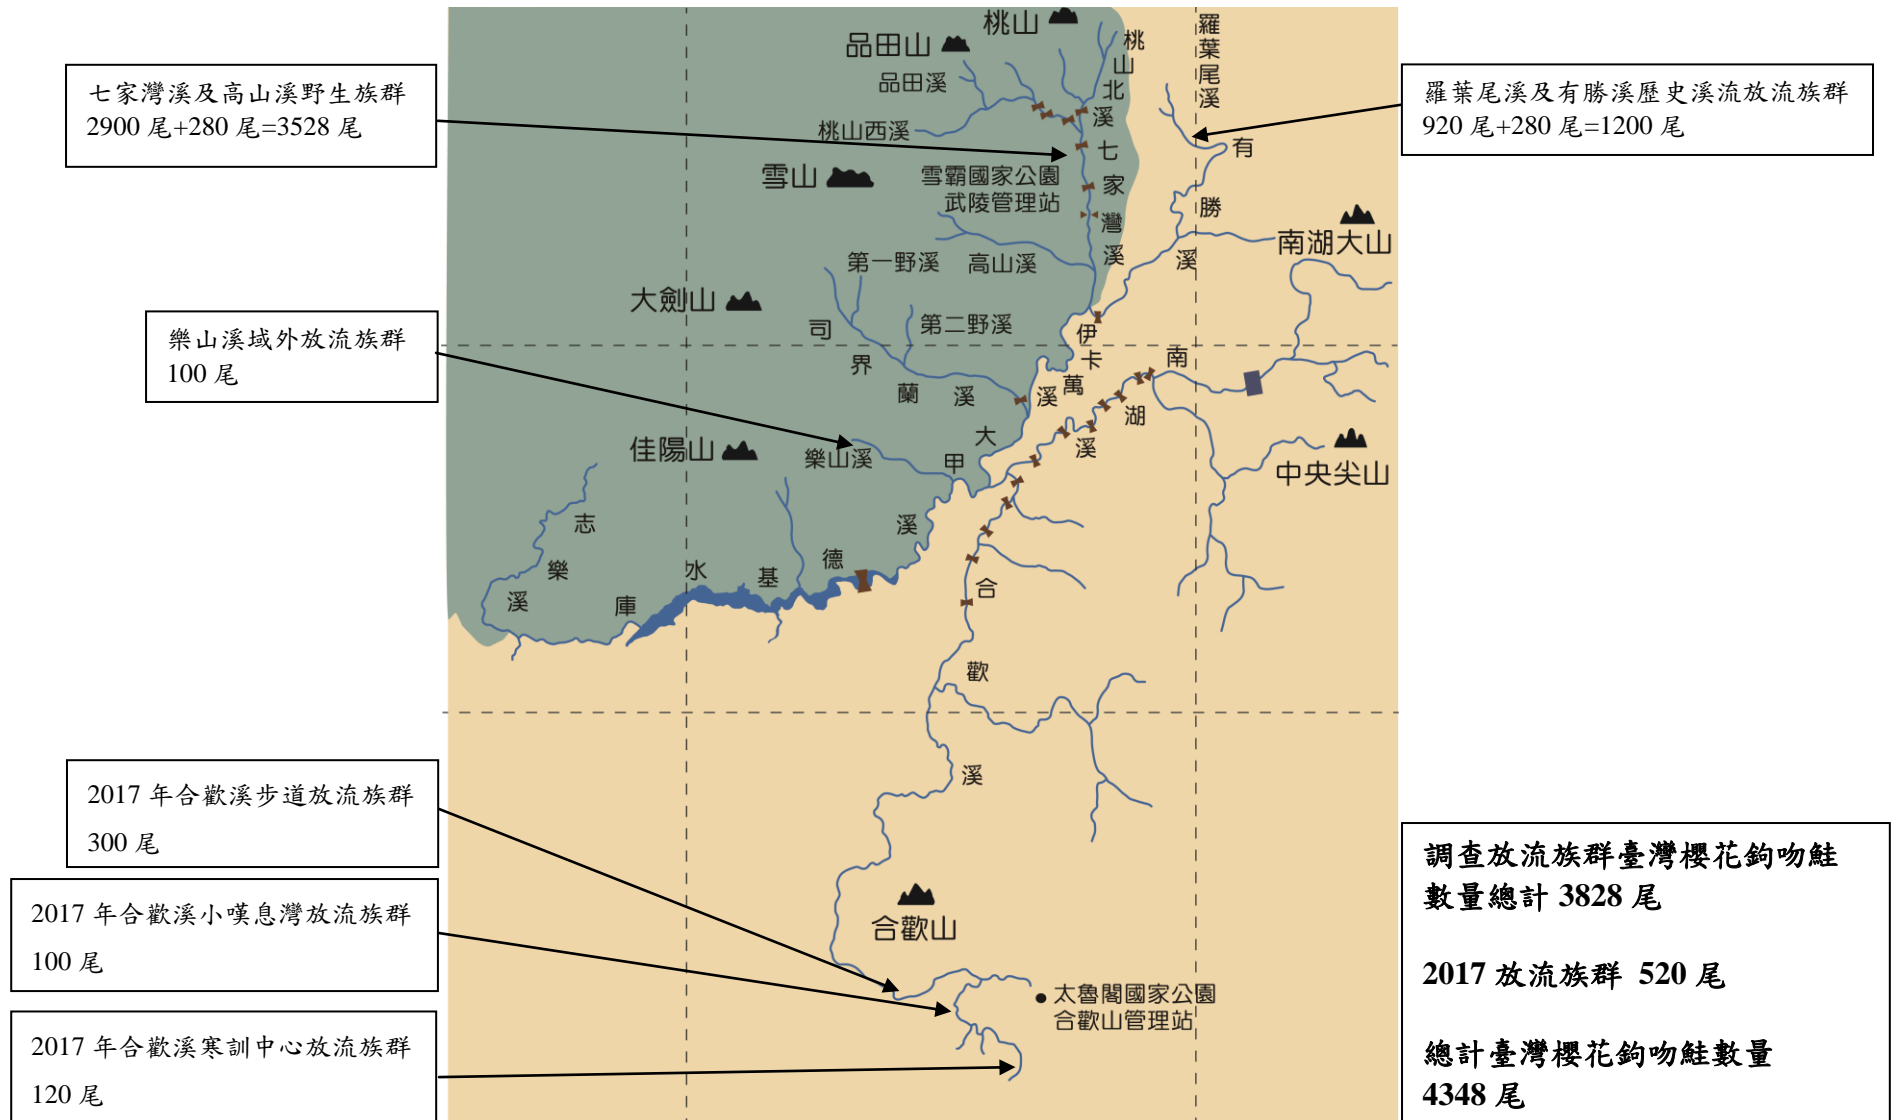 七家灣溪及高山溪野生族群
2900 尾+280 尾=3528 尾
羅葉尾溪及有勝溪歷史溪流放流族群
920 尾+280 尾=1200 尾
樂山溪域外放流族群
100 尾
2017 年合歡溪步道放流族群
300 尾
2017 年合歡溪小嘆息灣放流族群
100 尾
2017 年合歡溪寒訓中心放流族群
120 尾
調查放流族群臺灣櫻花鉤吻鮭
數量總計 3828 尾
2017 放流族群 520 尾
總計臺灣櫻花鉤吻鮭數量
4348 尾
桃山
品田山
品田溪
桃山北溪
羅葉尾溪
桃山西溪
雪山
雪霸國家公園
武陵管理站
七家灣溪
有勝溪
南湖大山
第一野溪
高山溪
大劍山
第二野溪
司界蘭溪
伊卡萬溪
南湖溪
佳陽山
樂山溪
大甲溪
中央尖山
志樂溪
德基水庫
合歡溪
合歡山
太魯閣國家公園
合歡山管理站